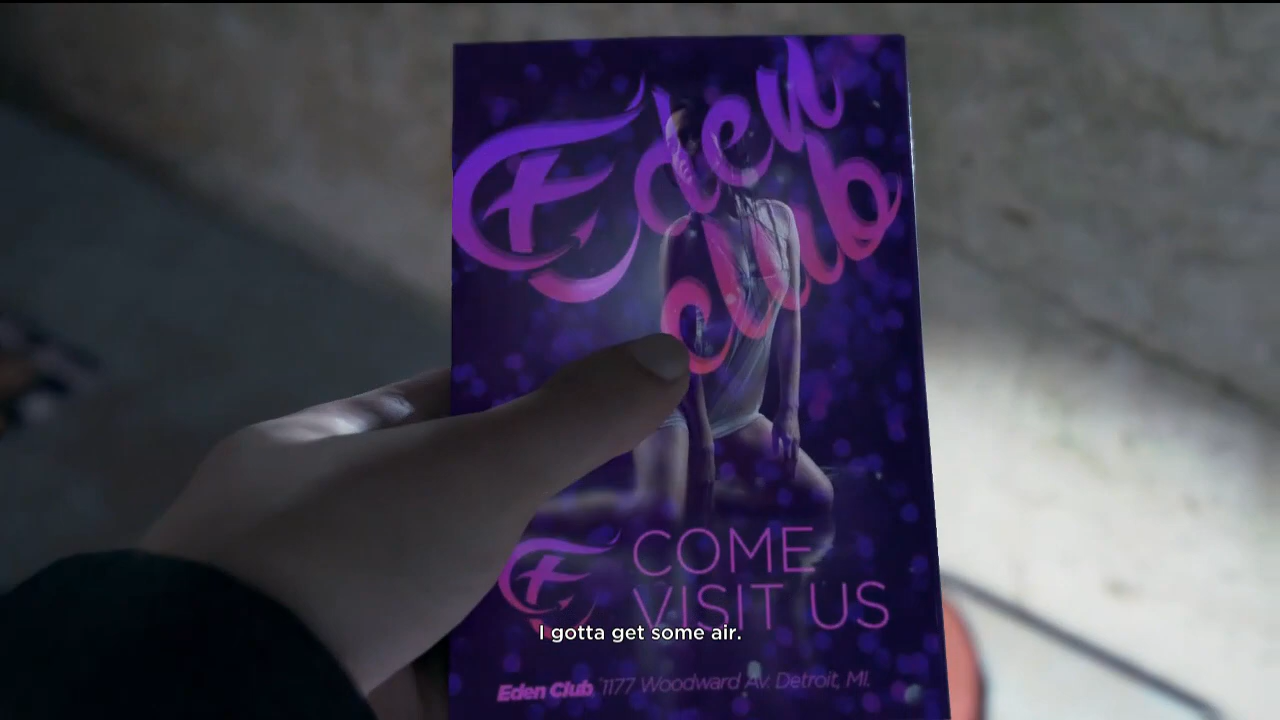 Eden
club
COME
VISIT US
I gotta get some air.
Eden Club 1177 Woodward Av. Detroit, MI.